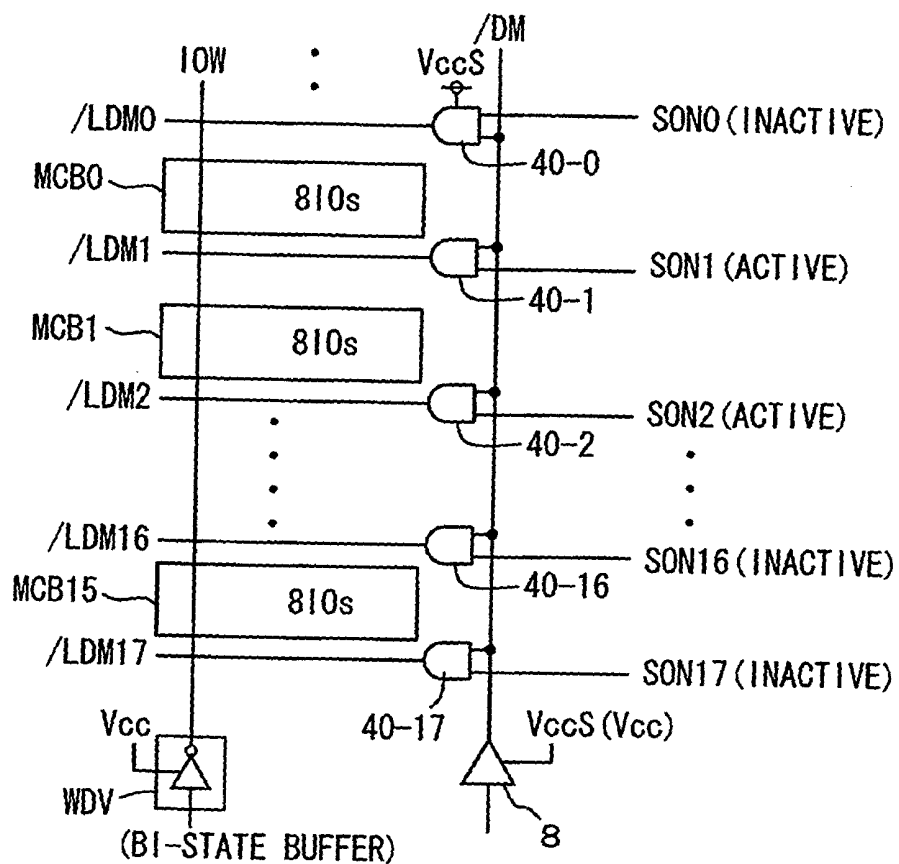 /DM
IOW
VccS
/LDM0
SON0(INACTIVE)
40-0
MCB0
8IOs
/LDM1
SON1(ACTIVE)
40-1
MCB1
8IOs
/LDM2
SON2(ACTIVE)
40-2
/LDM16
SON16(INACTIVE)
40-16
MCB15
8IOs
/LDM17
SON17(INACTIVE)
40-17
Vcc
VccS(Vcc)
WDV
8
(BI-STATE BUFFER)